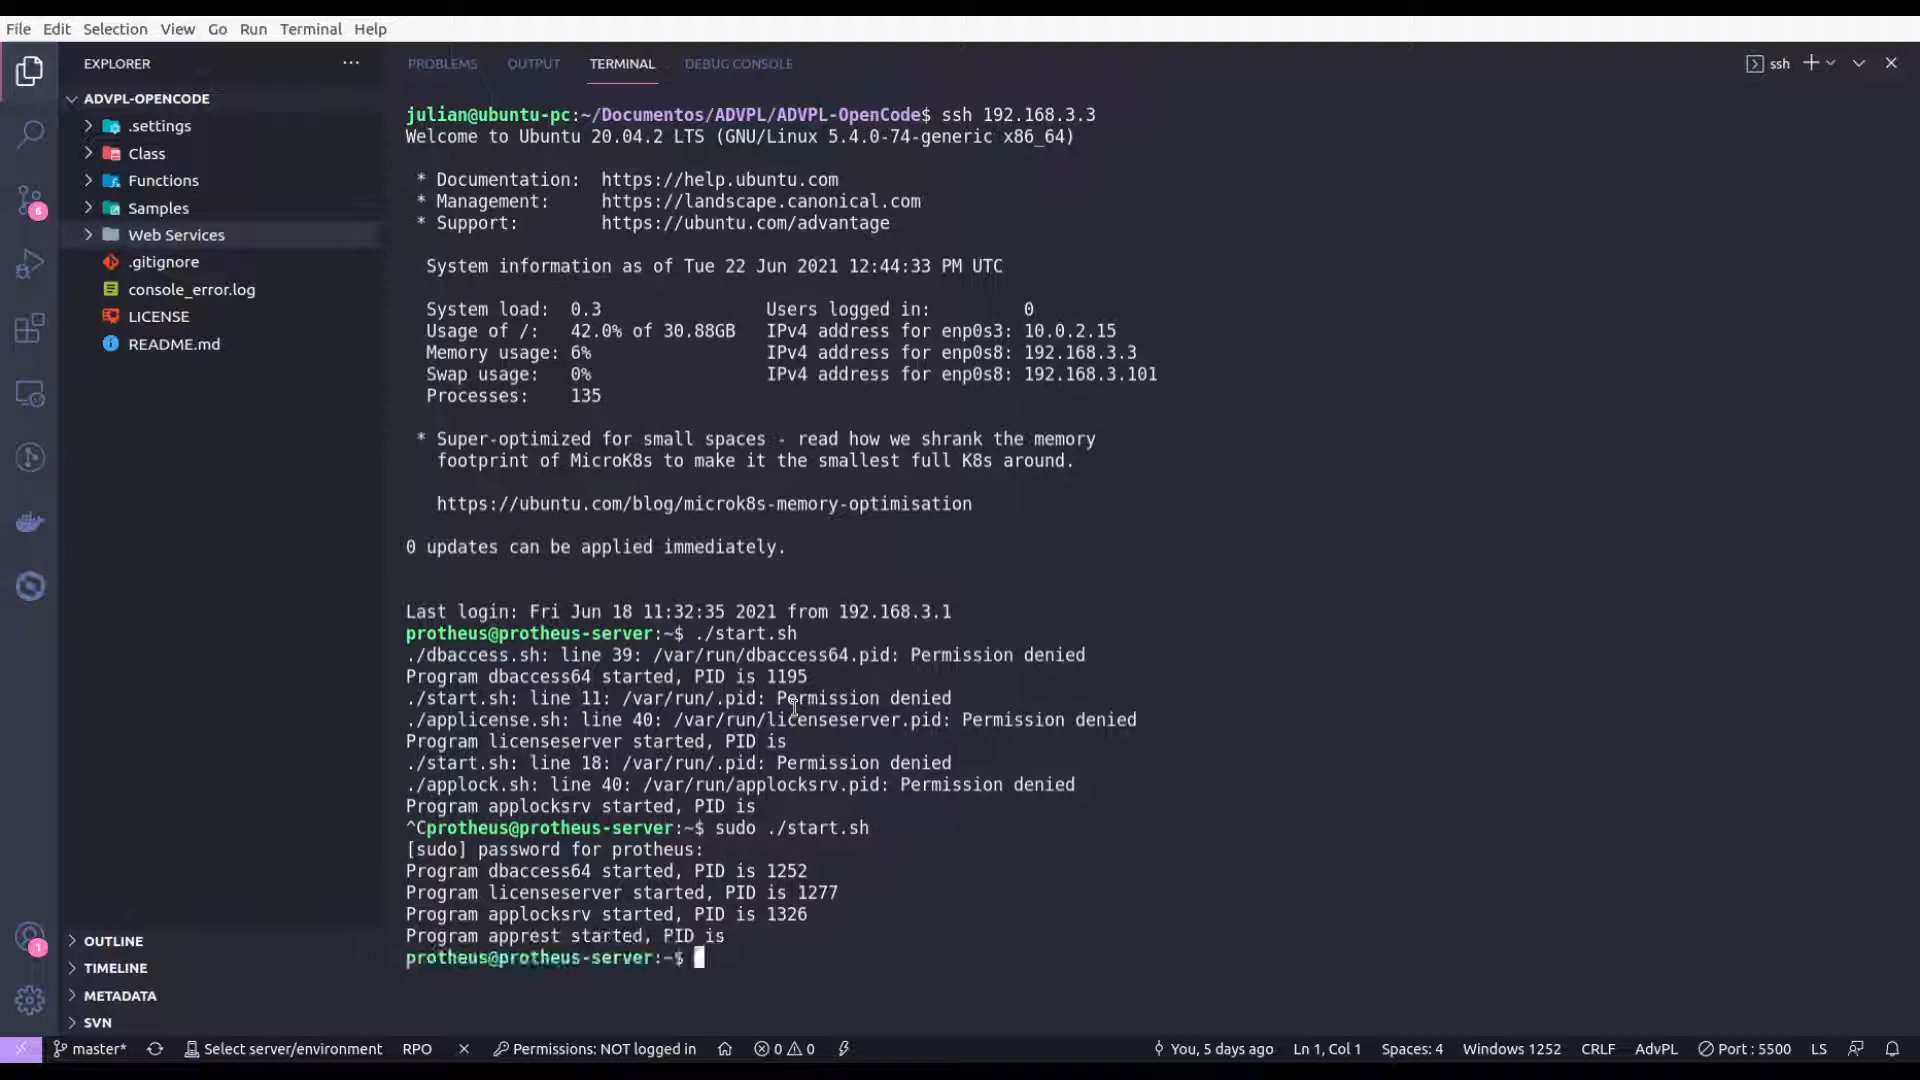 File Edit Selection View Go Run Terminal Help
EXPLORER ...
ADVPL-OPENCODE
.settings
Class
Functions
Samples
Web Services
.gitignore
console_error.log
LICENSE
README.md
OUTLINE
TIMELINE
METADATA
SVN
6
1
PROBLEMS OUTPUT TERMINAL DEBUG CONSOLE
ssh
julian@ubuntu-pc:~/Documentos/ADVPL/ADVPL-OpenCode$ ssh 192.168.3.3
Welcome to Ubuntu 20.04.2 LTS (GNU/Linux 5.4.0-74-generic x86_64)
* Documentation: https://help.ubuntu.com
* Management: https://landscape.canonical.com
* Support: https://ubuntu.com/advantage
System information as of Tue 22 Jun 2021 12:44:33 PM UTC
System load: 0.3 Users logged in: 0
Usage of /: 42.0% of 30.88GB IPv4 address for enp0s3: 10.0.2.15
Memory usage: 6% IPv4 address for enp0s8: 192.168.3.3
Swap usage: 0% IPv4 address for enp0s8: 192.168.3.101
Processes: 135
* Super-optimized for small spaces - read how we shrank the memory
footprint of MicroK8s to make it the smallest full K8s around.
https://ubuntu.com/blog/microk8s-memory-optimisation
0 updates can be applied immediately.
Last login: Fri Jun 18 11:32:35 2021 from 192.168.3.1
protheus@protheus-server:~$ ./start.sh
./dbaccess.sh: line 39: /var/run/dbaccess64.pid: Permission denied
Program dbaccess64 started, PID is 1195
./start.sh: line 11: /var/run/.pid: Permission denied
./applicense.sh: line 40: /var/run/licenseserver.pid: Permission denied
Program licenseserver started, PID is
./start.sh: line 18: /var/run/.pid: Permission denied
./applock.sh: line 40: /var/run/applocksrv.pid: Permission denied
Program applocksrv started, PID is
^Cprotheus@protheus-server:~$ sudo ./start.sh
[sudo] password for protheus:
Program dbaccess64 started, PID is 1252
Program licenseserver started, PID is 1277
Program applocksrv started, PID is 1326
Program apprest started, PID is
protheus@protheus-server:~$
master* Select server/environment RPO Permissions: NOT logged in 0 0 You, 5 days ago Ln 1, Col 1 Spaces: 4 Windows 1252 CRLF AdvPL Port : 5500 LS